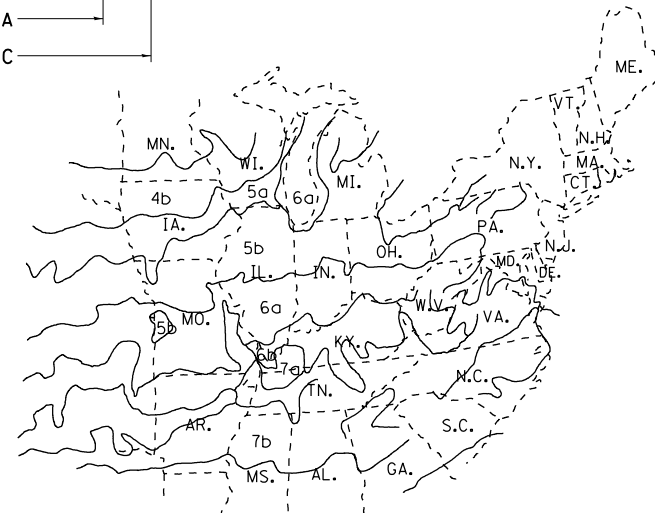 A
C
ME.
VT.
N.H.
MN.
WI.
MI.
N.Y.
MA.
CT.
4b
5a
6a
IA.
PA.
5b
OH.
N.J.
IL.
IN.
MD.
DE.
6a
W.V.
5b
MO.
VA.
KY.
6b
7a
N.C.
TN.
AR.
S.C.
7b
MS.
AL.
GA.